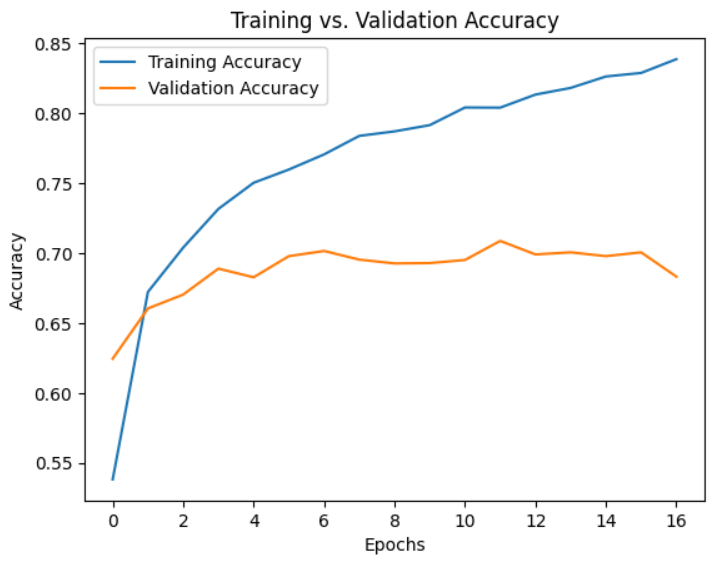 Training vs. Validation Accuracy
Training Accuracy
Validation Accuracy
0.85
0.80
0.75
0.70
0.65
0.60
0.55
Accuracy
0 2 4 6 8 10 12 14 16
Epochs